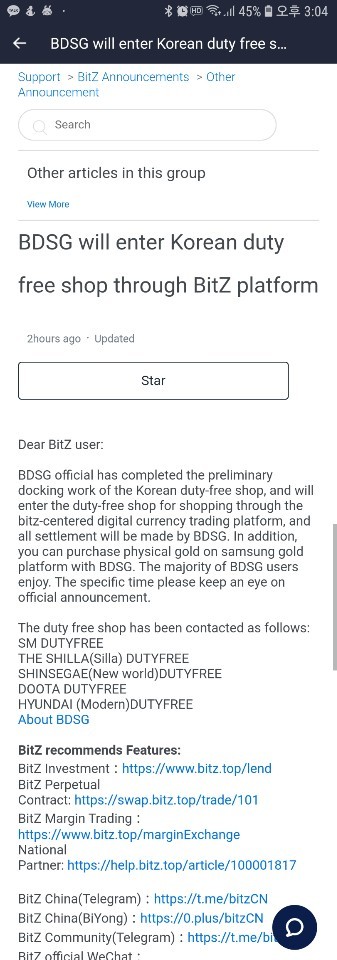 45% 오후 3:04
BDSG will enter Korean duty free s...
Support > BitZ Announcements > Other
Announcement
Search
Other articles in this group
View More
BDSG will enter Korean duty
free shop through BitZ platform
2hours ago · Updated
Star
Dear BitZ user:
BDSG official has completed the preliminary
docking work of the Korean duty-free shop, and will
enter the duty-free shop for shopping through the
bitz-centered digital currency trading platform, and
all settlement will be made by BDSG. In addition,
you can purchase physical gold on samsung gold
platform with BDSG. The majority of BDSG users
enjoy. The specific time please keep an eye on
official announcement.
The duty free shop has been contacted as follows:
SM DUTYFREE
THE SHILLA(Silla) DUTYFREE
SHINSEGAE(New world)DUTYFREE
DOOTA DUTYFREE
HYUNDAI (Modern)DUTYFREE
About BDSG
BitZ recommends Features:
BitZ Investment：https://www.bitz.top/lend
BitZ Perpetual
Contract: https://swap.bitz.top/trade/101
BitZ Margin Trading：
https://www.bitz.top/marginExchange
National
Partner: https://help.bitz.top/article/100001817
BitZ China(Telegram)：https://t.me/bitzCN
BitZ China(BiYong)：https://0.plus/bitzCN
BitZ Community(Telegram)：https://t.me/bit
BitZ official WeChat：